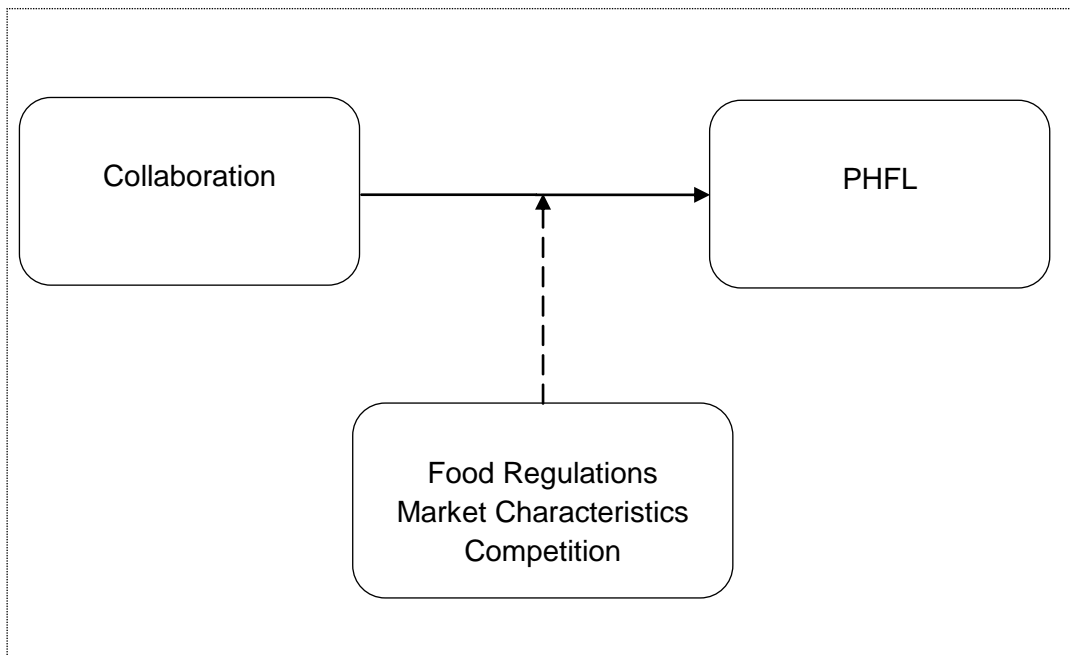 Collaboration
PHFL
Food Regulations
Market Characteristics
Competition